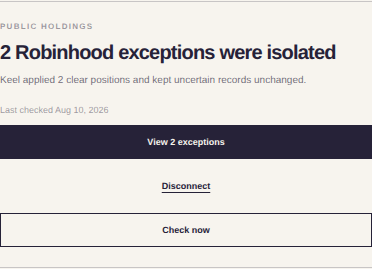 PUBLIC HOLDINGS
2 Robinhood exceptions were isolated
Keel applied 2 clear positions and kept uncertain records unchanged.
Last checked Aug 10, 2026
View 2 exceptions
Disconnect
Check now